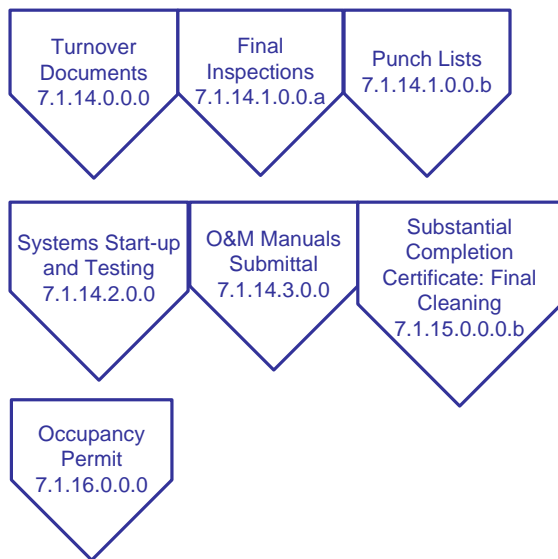 Turnover
Documents
7.1.14.0.0.0
Final
Inspections
7.1.14.1.0.0.a
Punch Lists
7.1.14.1.0.0.b
Systems Start-up
and Testing
7.1.14.2.0.0
O&M Manuals
Submittal
7.1.14.3.0.0
Substantial
Completion
Certificate: Final
Cleaning
7.1.15.0.0.0.b
Occupancy
Permit
7.1.16.0.0.0